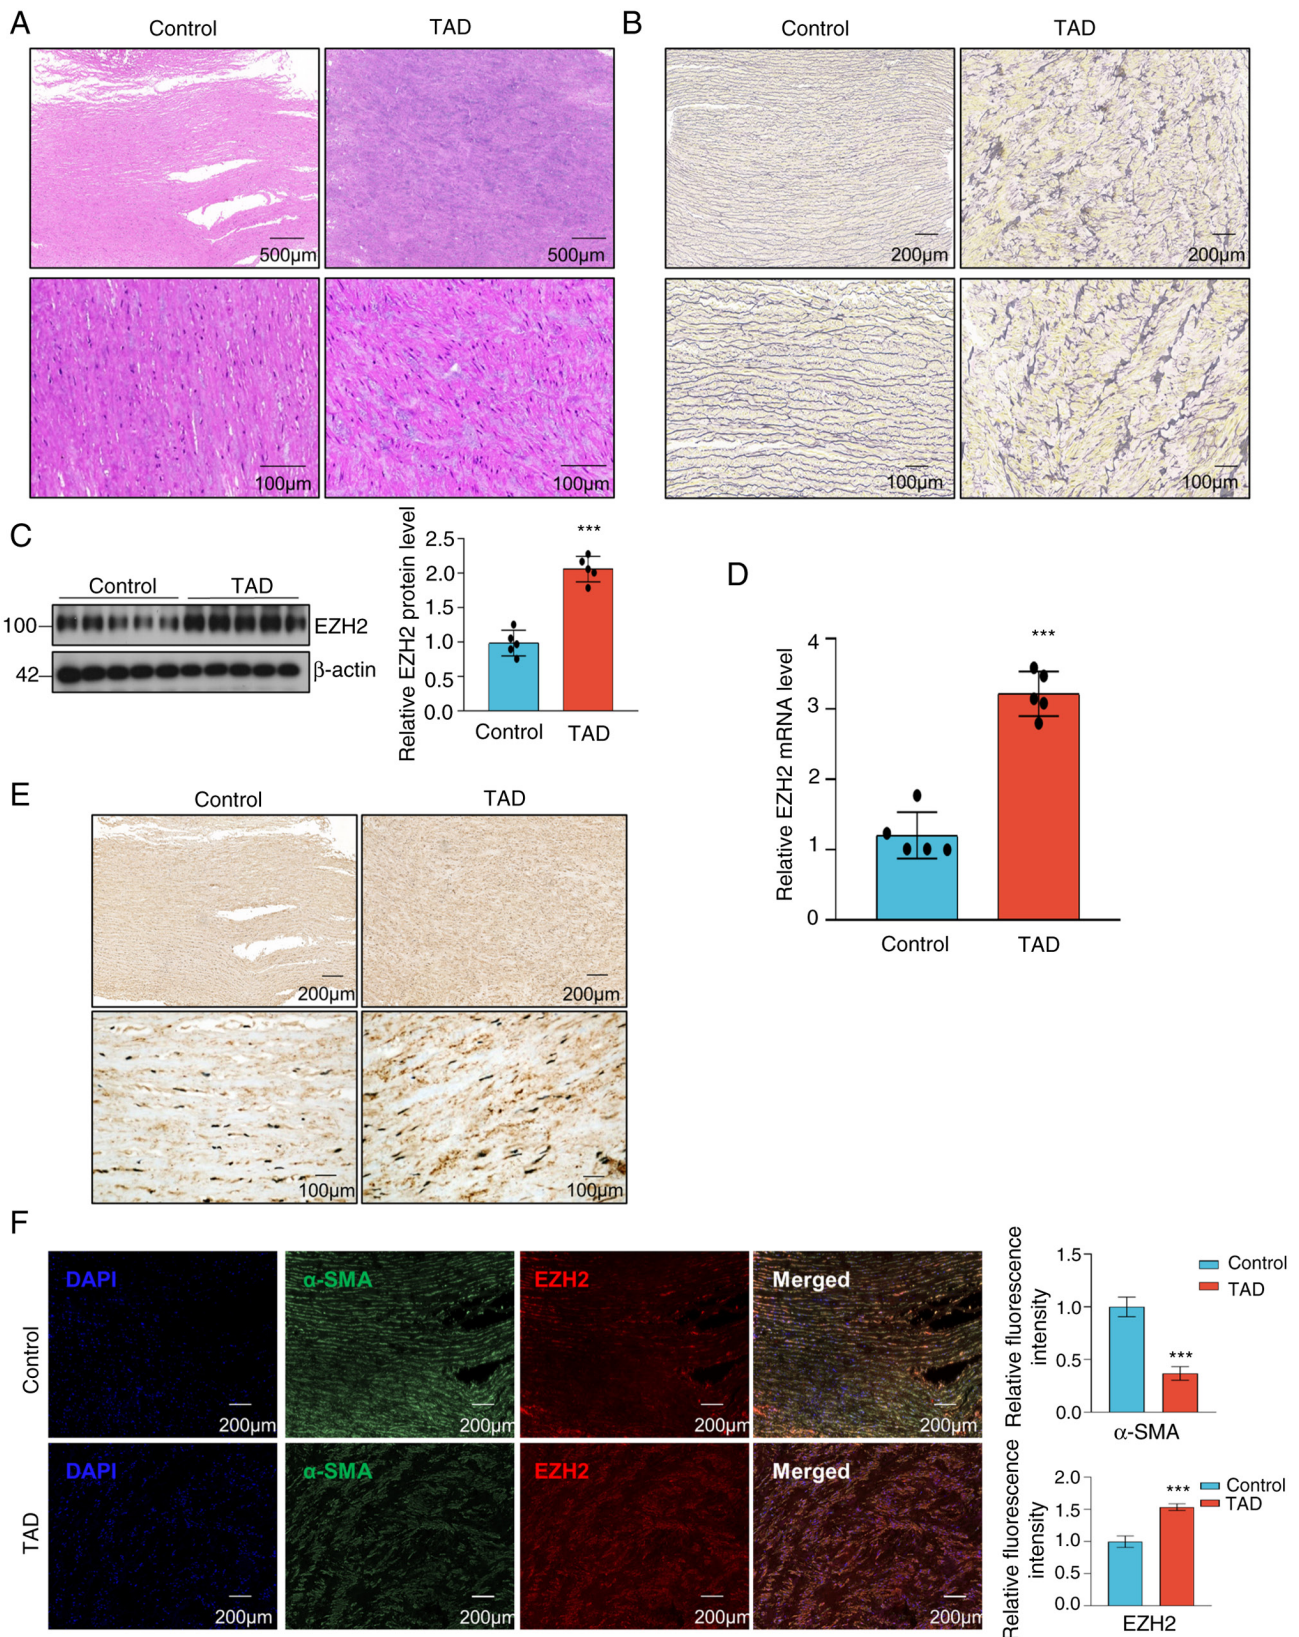 A
Control
TAD
B
Control
TAD
500µm
500µm
200µm
200µm
100µm
100µm
100µm
100µm
C
Control
TAD
100
EZH2
42
β-actin
Relative EZH2 protein level
2.5
2.0
1.5
1.0
0.5
0.0
***
Control
TAD
D
Relative EZH2 mRNA level
4
3
2
1
0
***
Control
TAD
E
Control
TAD
200µm
200µm
100µm
100µm
F
Control
DAPI
200µm
α-SMA
200µm
EZH2
200µm
Merged
200µm
TAD
DAPI
200µm
α-SMA
200µm
EZH2
200µm
Merged
200µm
Relative fluorescence
intensity
1.5
1.0
0.5
0.0
***
Control
TAD
α-SMA
Relative fluorescence
intensity
2.0
1.5
1.0
0.5
0.0
***
Control
TAD
EZH2